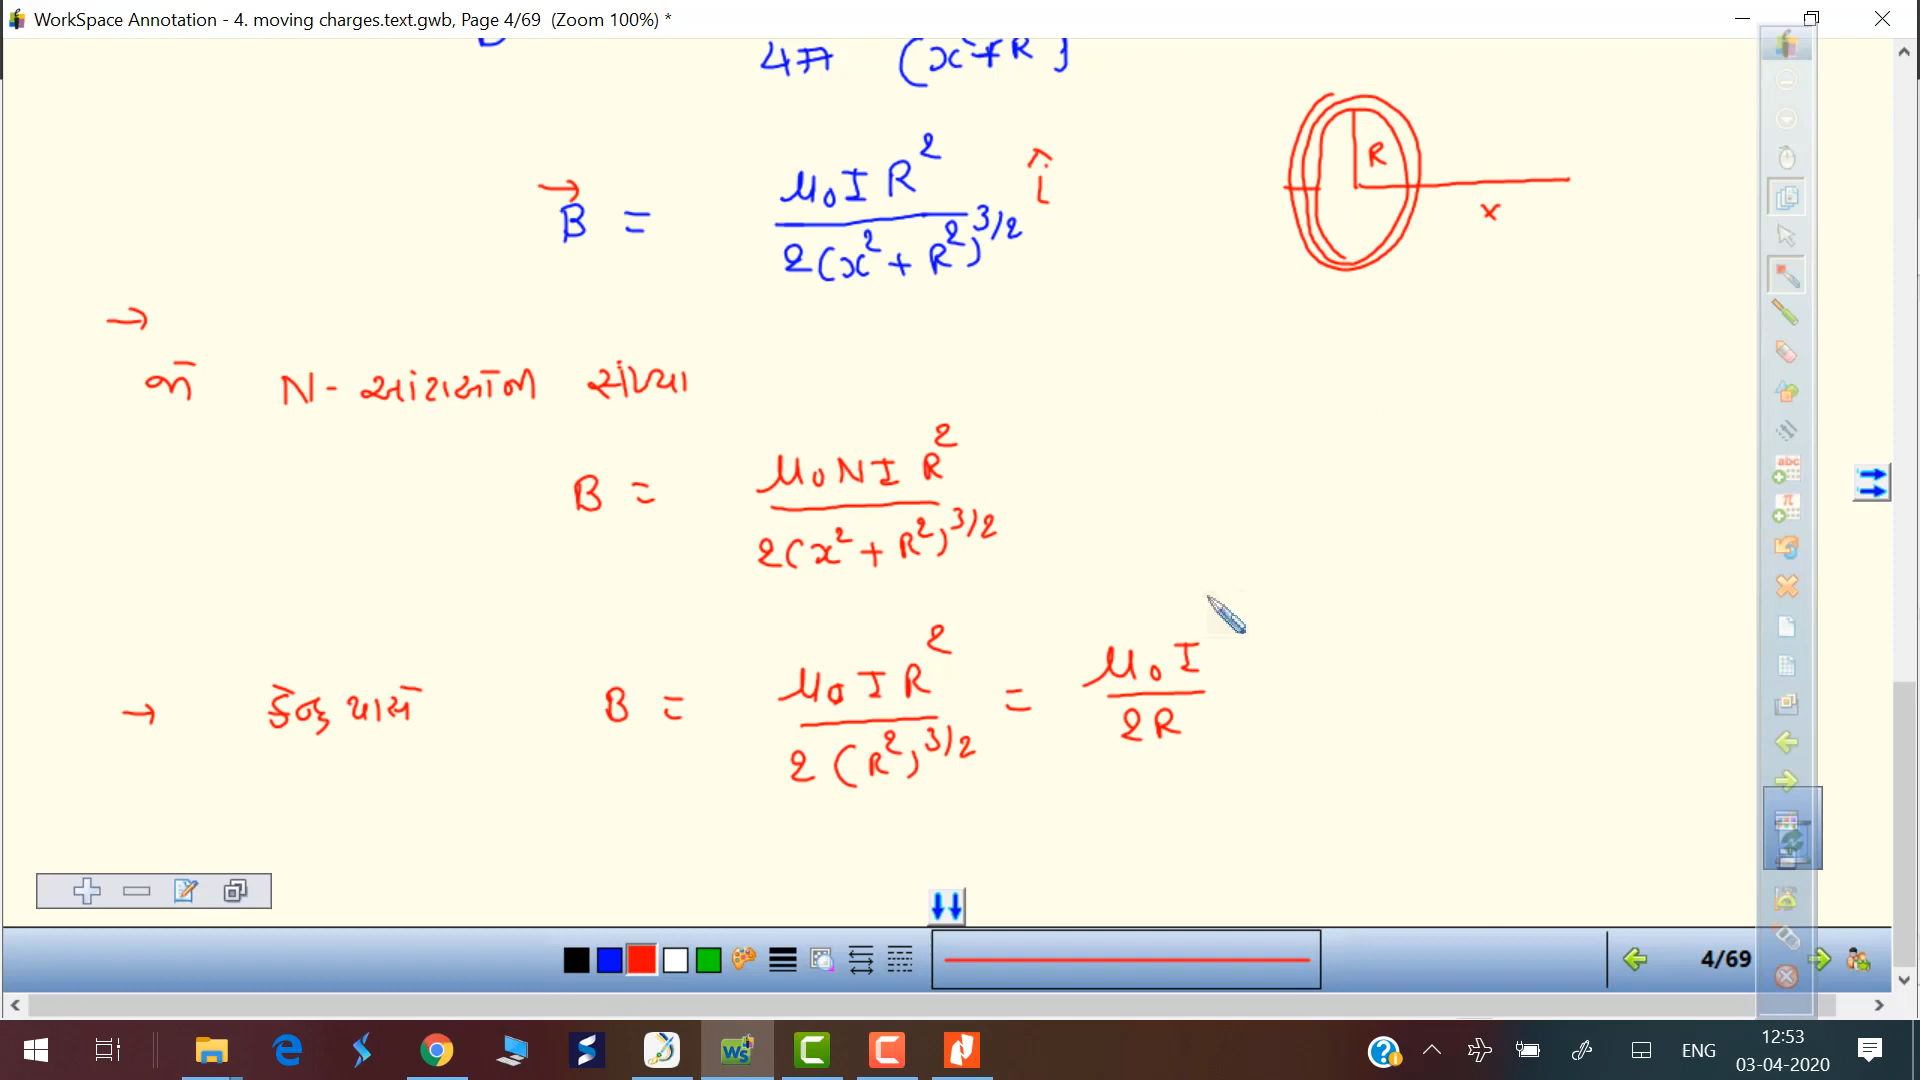 WorkSpace Annotation - 4. moving charges.text.gwb, Page 4/69 (Zoom 100%) *
4π (x²+R²)
B⃗ = μ₀IR² / 2(x²+R²)^3/2 î
R
x
→
જો N - આંટાઓની સંખ્યા
B = μ₀NIR² / 2(x²+R²)^3/2
→ કેન્દ્ર પાસે B = μ₀IR² / 2(R²)^3/2 = μ₀I / 2R
abc
π
4/69
ENG
12:53
03-04-2020